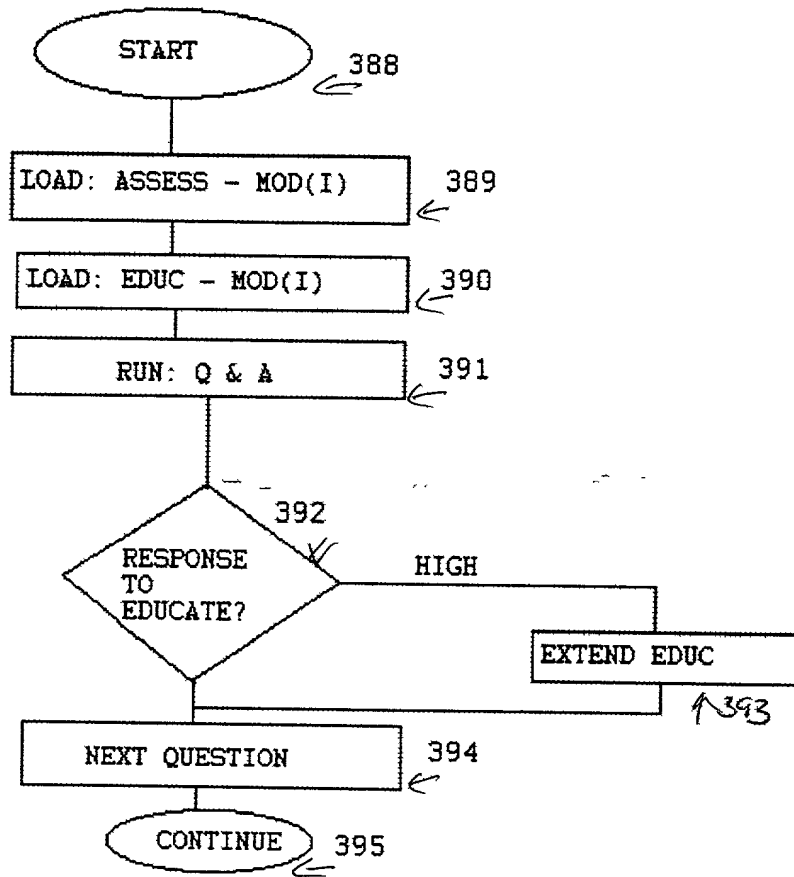 START
388
LOAD: ASSESS - MOD(I)
389
LOAD: EDUC - MOD(I)
390
RUN: Q & A
391
392
RESPONSE
TO
EDUCATE?
HIGH
EXTEND EDUC
393
NEXT QUESTION
394
CONTINUE
395